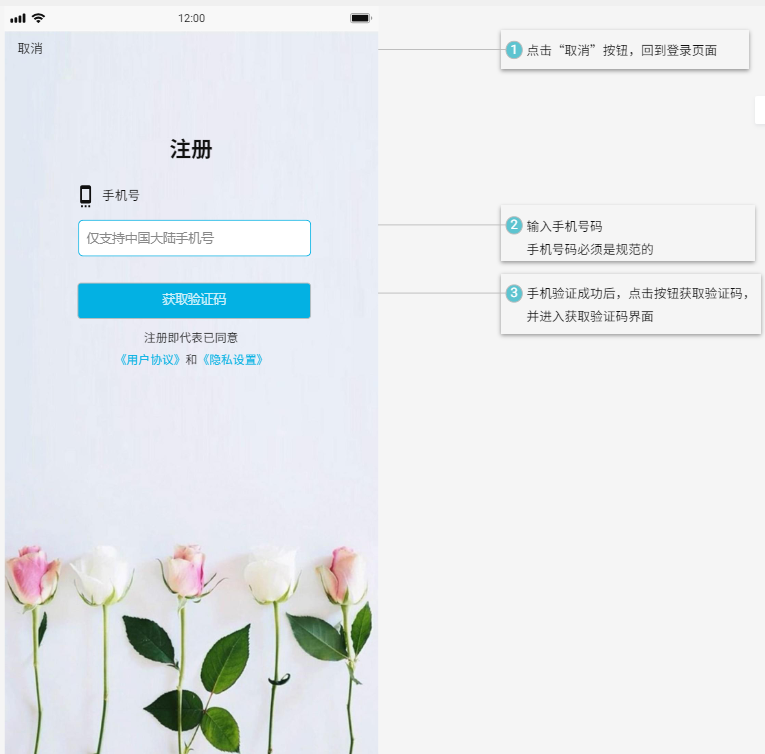 12:00
取消
注册
手机号
仅支持中国大陆手机号
获取验证码
注册即代表已同意
《用户协议》和《隐私设置》
1 点击“取消”按钮，回到登录页面
2 输入手机号码
手机号码必须是规范的
3 手机验证成功后，点击按钮获取验证码，
并进入获取验证码界面